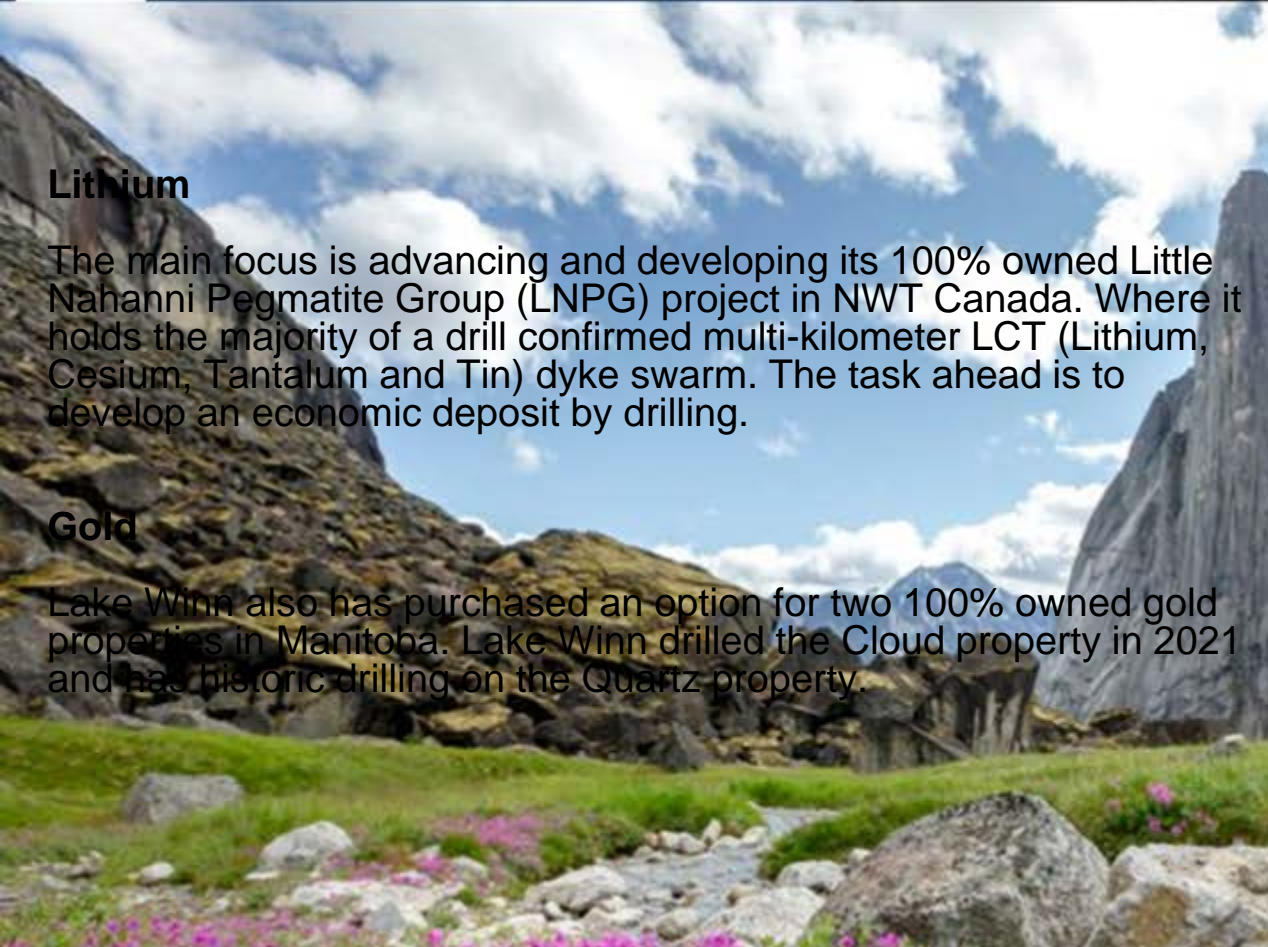 Lithium
The main focus is advancing and developing its 100% owned Little
Nahanni Pegmatite Group (LNPG) project in NWT Canada. Where it
holds the majority of a drill confirmed multi-kilometer LCT (Lithium,
Cesium, Tantalum and Tin) dyke swarm. The task ahead is to
develop an economic deposit by drilling.
Gold
Lake Winn also has purchased an option for two 100% owned gold
properties in Manitoba. Lake Winn drilled the Cloud property in 2021
and has historic drilling on the Quartz property.